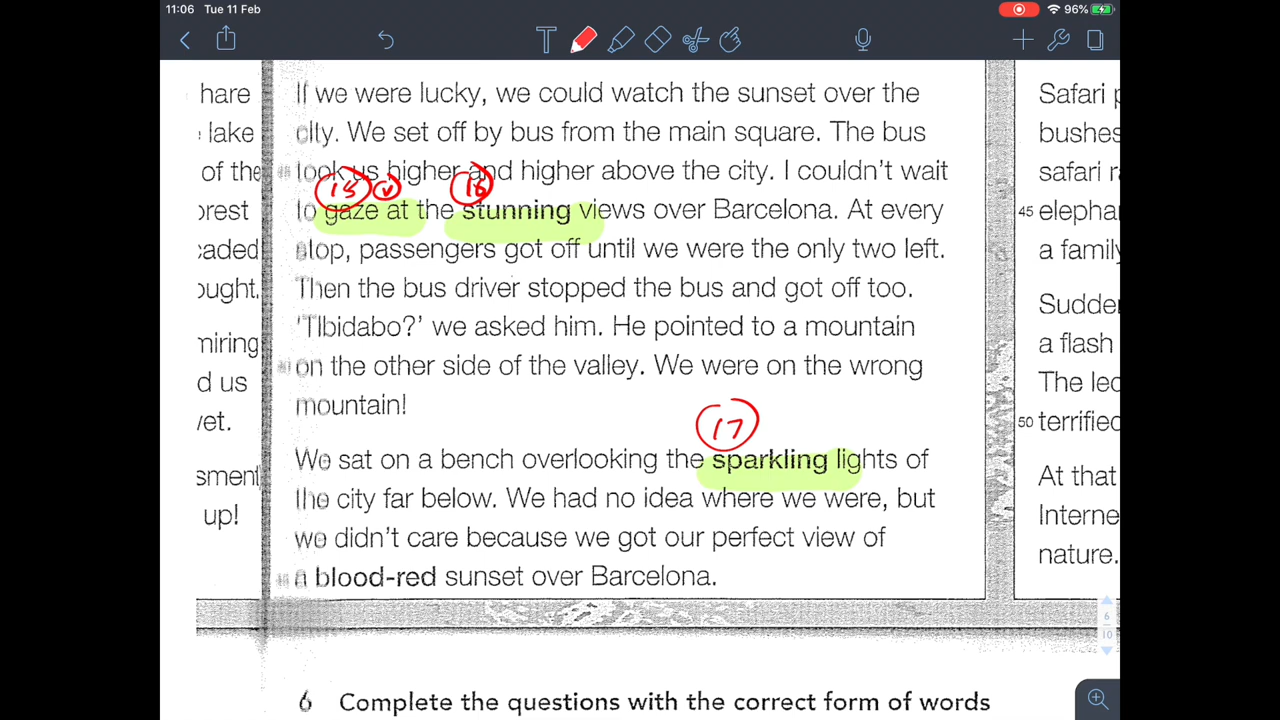 11:06 Tue 11 Feb
96%
T
hare
lake
of the
orest
eaded
ought.
miring
d us
vet.
sment
up!
If we were lucky, we could watch the sunset over the
city. We set off by bus from the main square. The bus
took us higher and higher above the city. I couldn't wait
15 v 16
to gaze at the stunning views over Barcelona. At every
stop, passengers got off until we were the only two left.
Then the bus driver stopped the bus and got off too.
'Tibidabo?' we asked him. He pointed to a mountain
on the other side of the valley. We were on the wrong
mountain!
17
We sat on a bench overlooking the sparkling lights of
the city far below. We had no idea where we were, but
we didn't care because we got our perfect view of
a blood-red sunset over Barcelona.
Safari p
bushes
safari r
45 elepha
a family
Sudder
a flash
The leo
50 terrified
At that
Interne
nature.
6
10
6 Complete the questions with the correct form of words